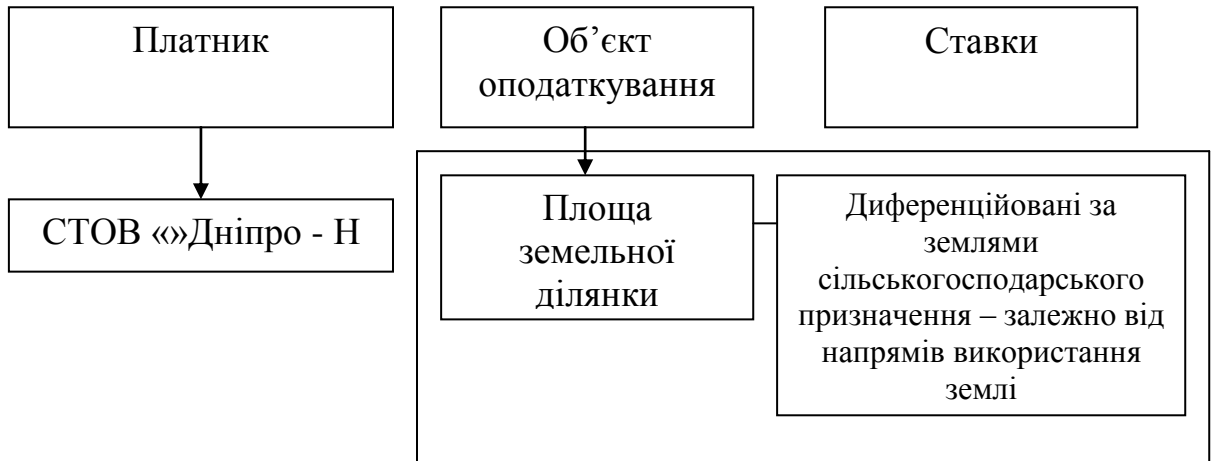 Платник
Об’єкт
оподаткування
Ставки
СТОВ «»Дніпро - Н
Площа
земельної
ділянки
Диференційовані за
землями
сільськогосподарського
призначення – залежно від
напрямів використання
землі